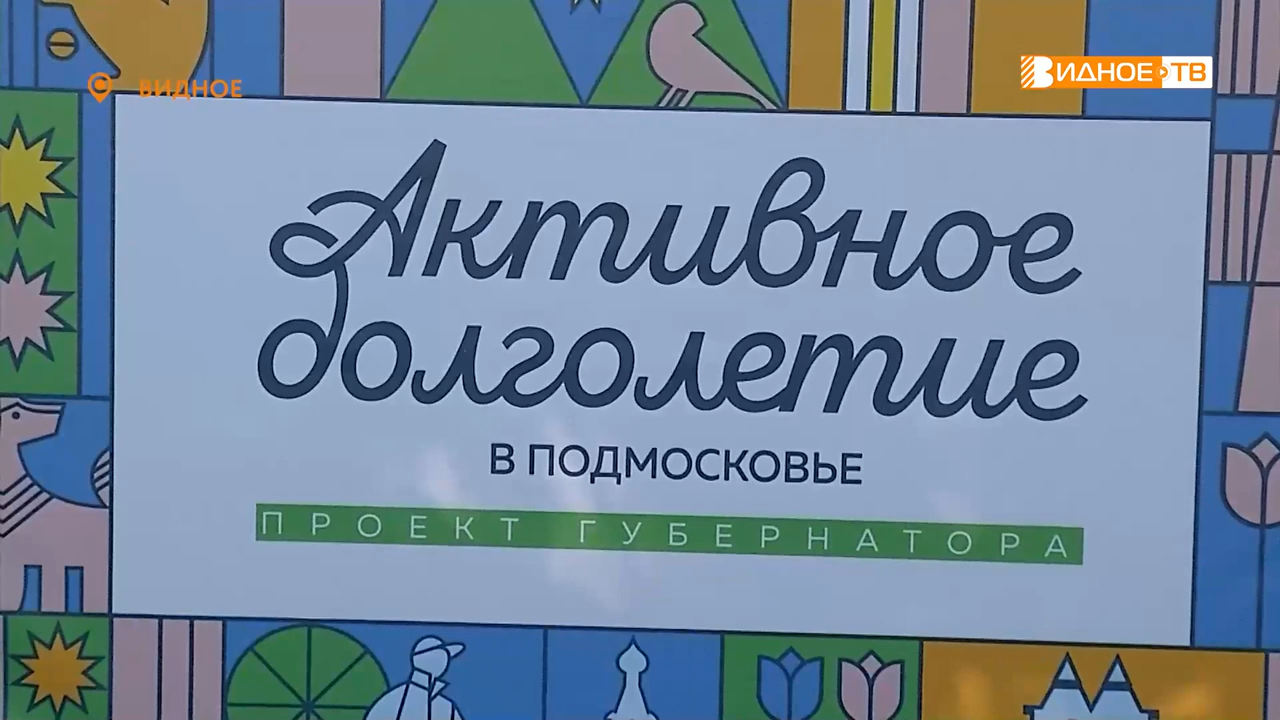 ВИДНОЕ
ВИДНОЕ ТВ
Активное
долголетие
В ПОДМОСКОВЬЕ
ПРОЕКТ ГУБЕРНАТОРА